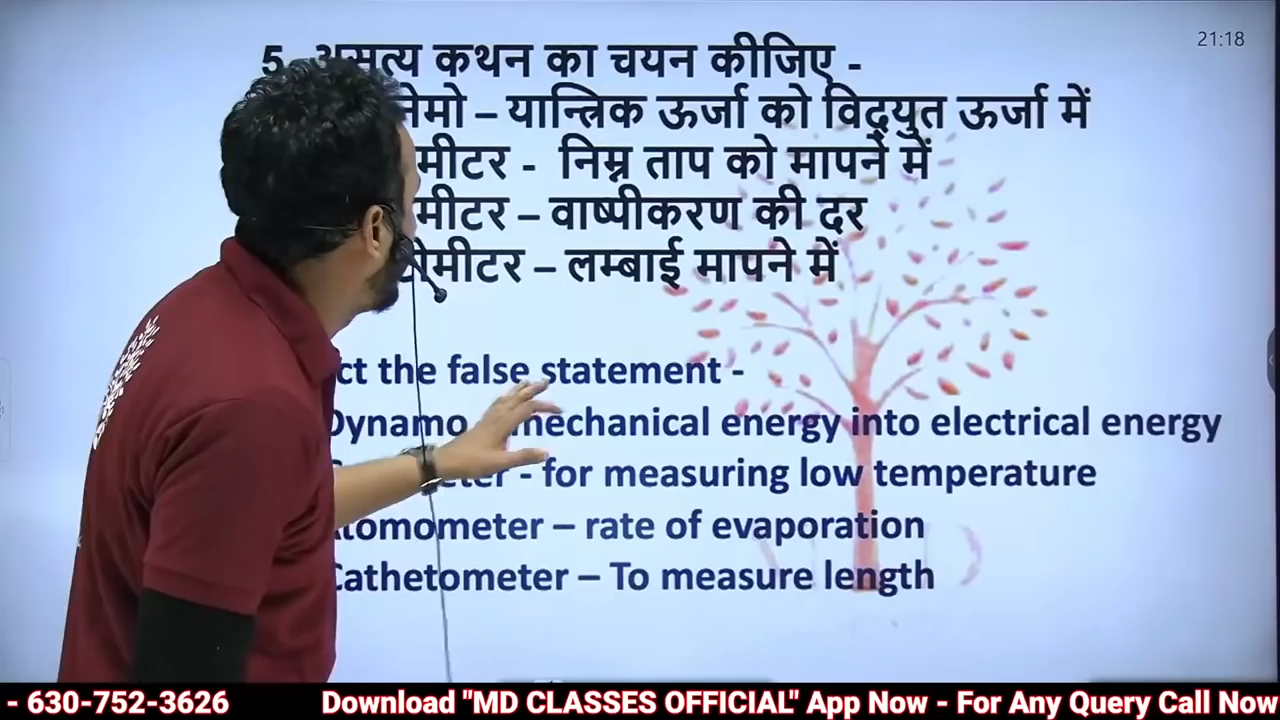 21:18
5. असत्य कथन का चयन कीजिए -
नेमो – यान्त्रिक ऊर्जा को विद्युत ऊर्जा में
मीटर - निम्न ताप को मापने में
मीटर – वाष्पीकरण की दर
टोमीटर – लम्बाई मापने में
ct the false statement -
Dynamo mechanical energy into electrical energy
- for measuring low temperature
Atomometer – rate of evaporation
Cathetometer – To measure length
- 630-752-3626 Download "MD CLASSES OFFICIAL" App Now - For Any Query Call Now